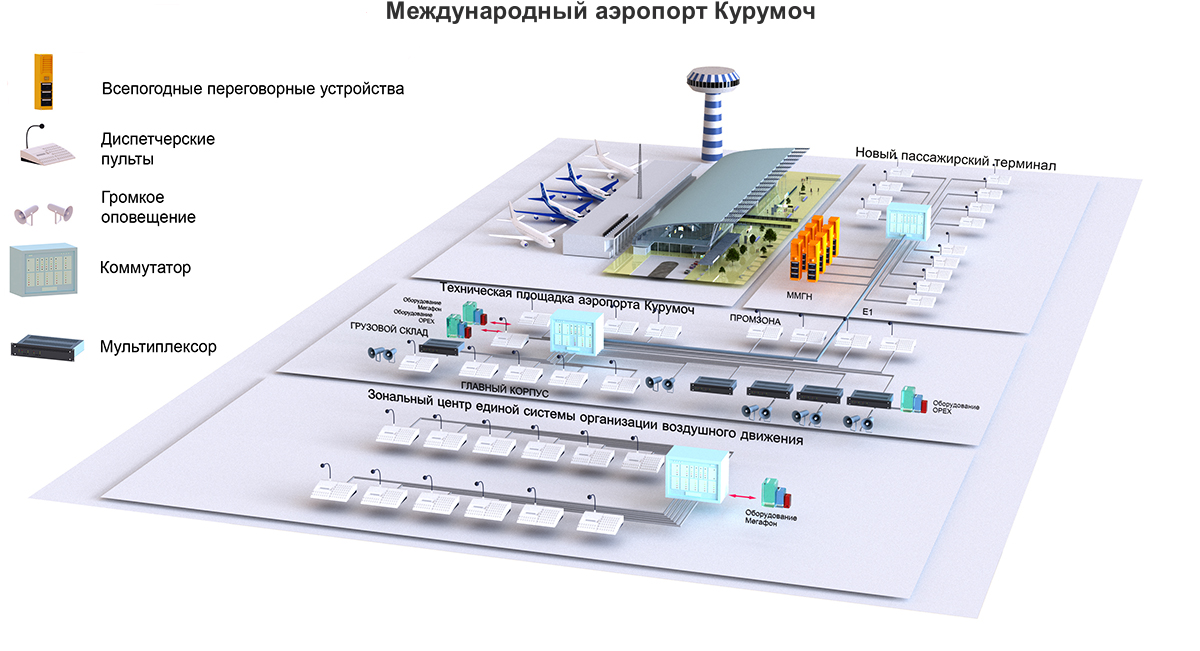 Международный аэропорт Курумоч
Всепогодные переговорные устройства
Диспетчерские
пульты
Громкое
оповещение
Коммутатор
Мультиплексор
Новый пассажирский терминал
ММГН
E1
Техническая площадка аэропорта Курумоч
Оборудование
Мегафон
Оборудование
OPEX
ГРУЗОВОЙ СКЛАД
ПРОМЗОНА
ГЛАВНЫЙ КОРПУС
Оборудование
OPEX
Зональный центр единой системы организации воздушного движения
Оборудование
Мегафон